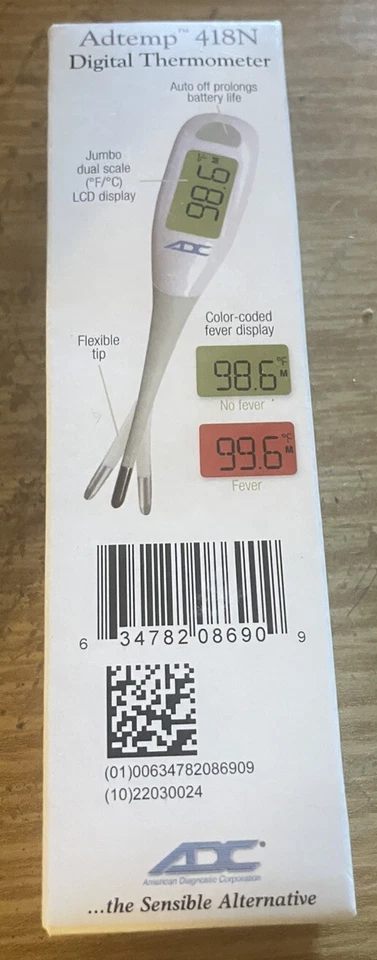 Adtemp™ 418N
Digital Thermometer
Auto off prolongs
battery life
Jumbo
dual scale
(°F/°C)
LCD display
98.6
ADC
Flexible
tip
Color-coded
fever display
98.6 °F
M
No fever
99.6 °F
M
Fever
6 34782 08690 9
(01)00634782086909
(10)22030024
ADC®
American Diagnostic Corporation
...the Sensible Alternative